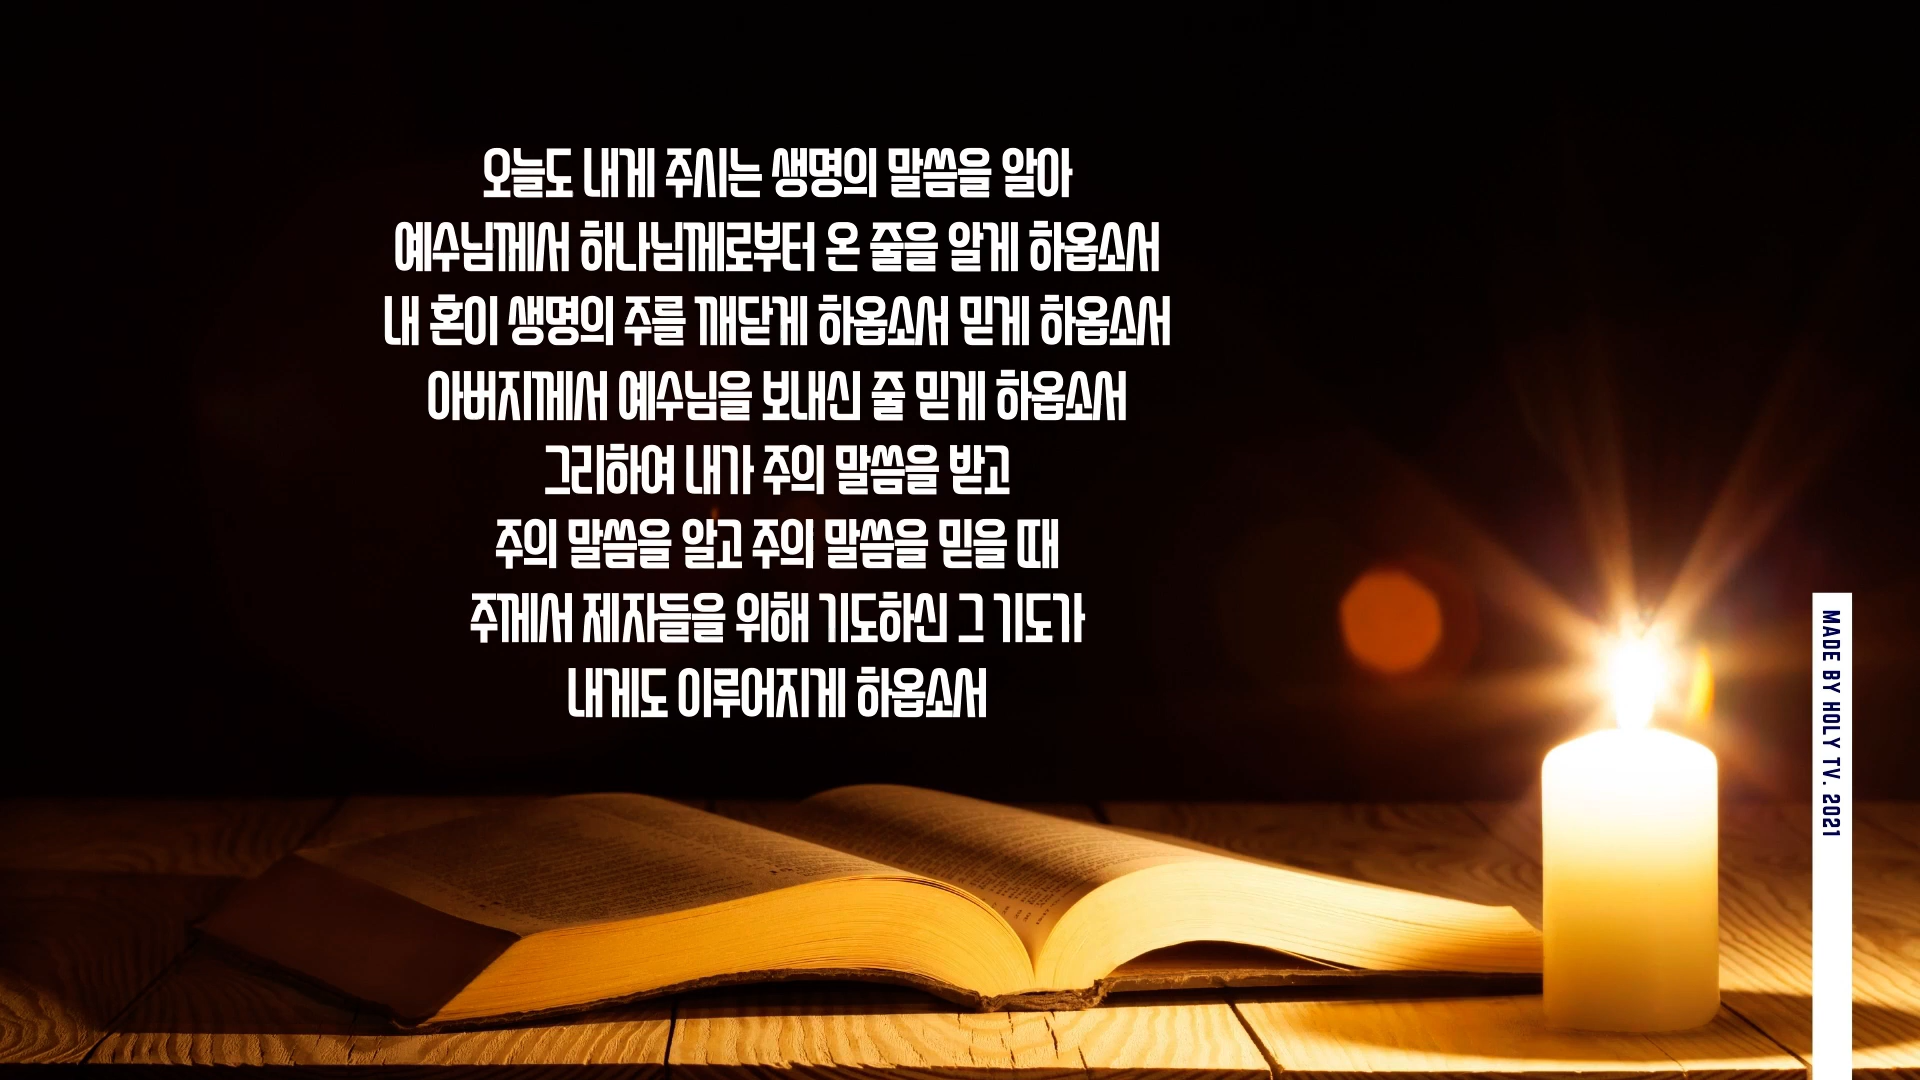 오늘도 내게 주시는 생명의 말씀을 알아
예수님께서 하나님께로부터 온 줄을 알게 하옵소서
내 혼이 생명의 주를 깨닫게 하옵소서 믿게 하옵소서
아버지께서 예수님을 보내신 줄 믿게 하옵소서
그리하여 내가 주의 말씀을 받고
주의 말씀을 알고 주의 말씀을 믿을 때
주께서 제자들을 위해 기도하신 그 기도가
내게도 이루어지게 하옵소서
MADE BY HOLY TV. 2021